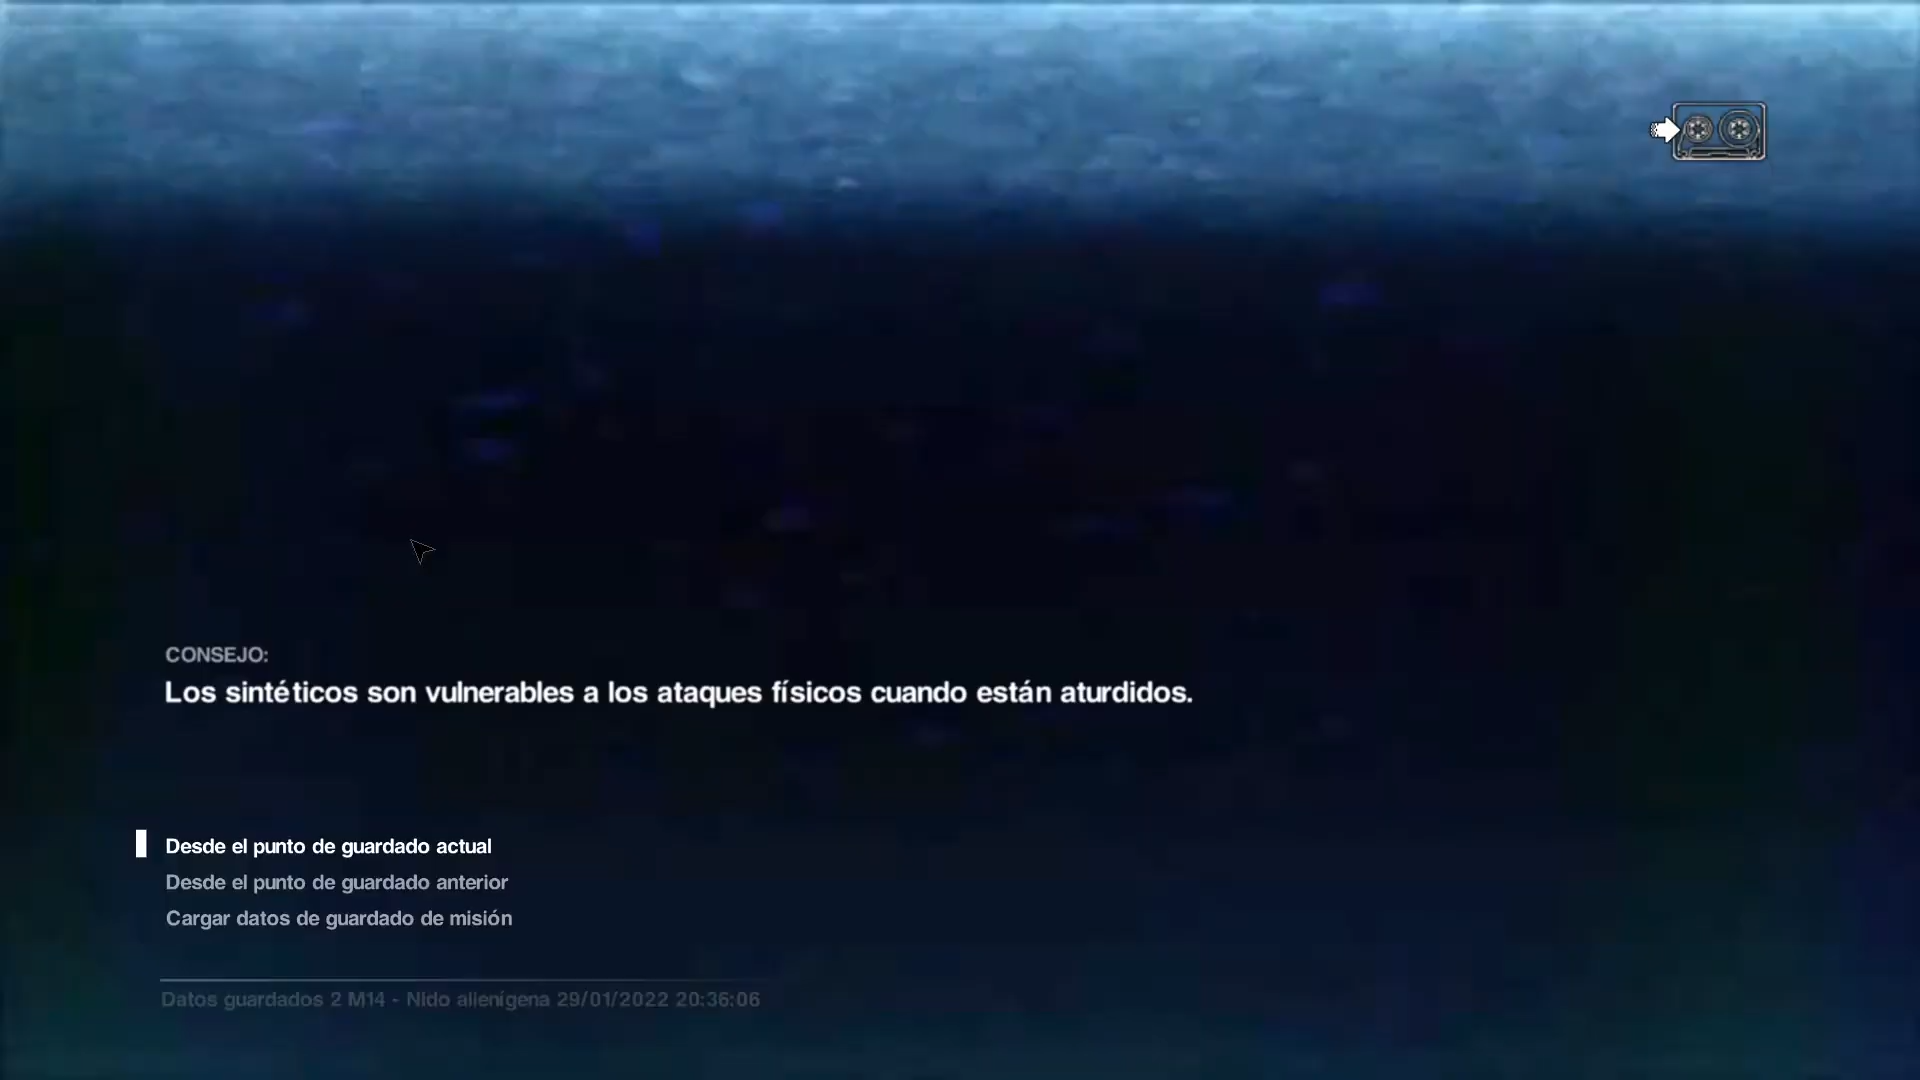 CONSEJO:
Los sintéticos son vulnerables a los ataques físicos cuando están aturdidos.
Desde el punto de guardado actual
Desde el punto de guardado anterior
Cargar datos de guardado de misión
Datos guardados 2 M14 - Nido alienígena 29/01/2022 20:36:06